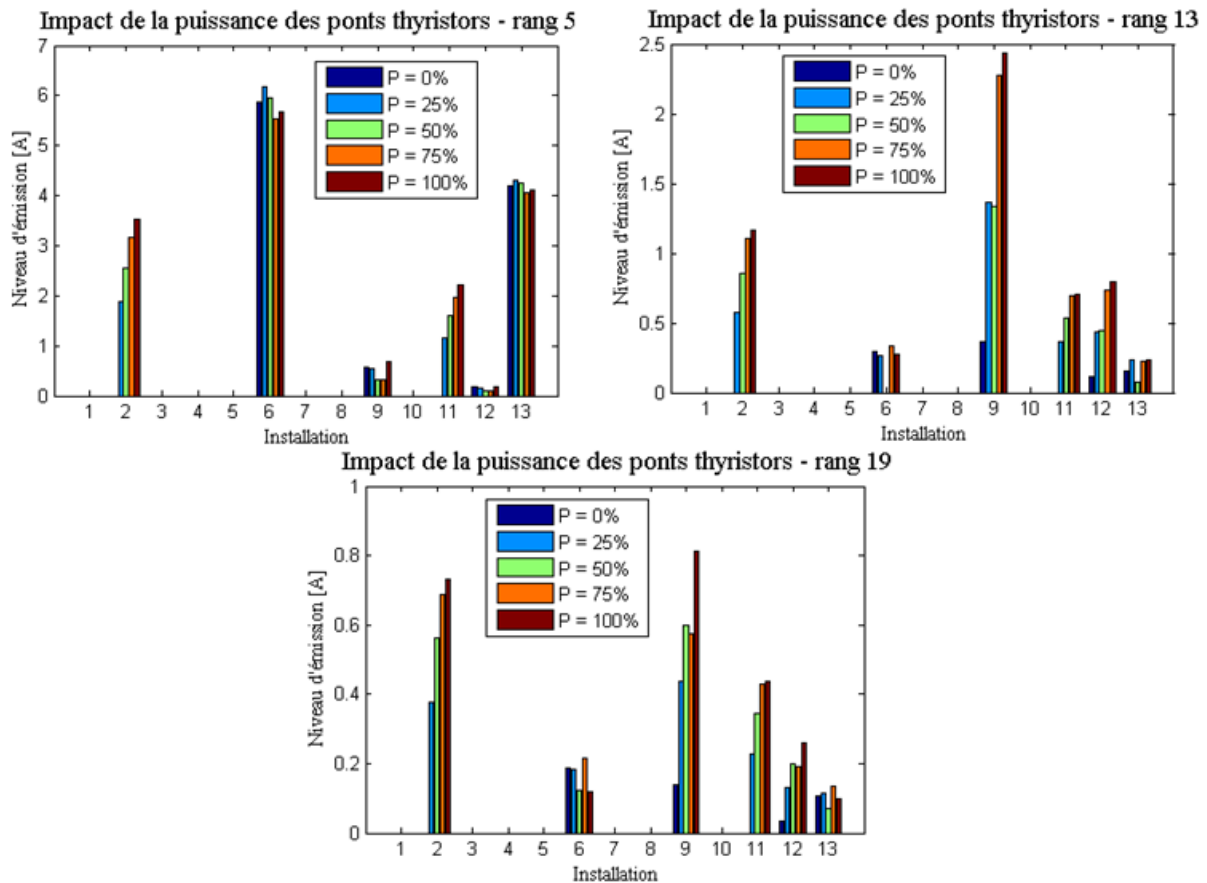 Impact de la puissance des ponts thyristors - rang 5
7
6
5
4
3
2
1
0
Niveau d'émission [A]
P = 0%
P = 25%
P = 50%
P = 75%
P = 100%
1 2 3 4 5 6 7 8 9 10 11 12 13
Installation
Impact de la puissance des ponts thyristors - rang 13
2.5
2
1.5
1
0.5
0
Niveau d'émission [A]
P = 0%
P = 25%
P = 50%
P = 75%
P = 100%
1 2 3 4 5 6 7 8 9 10 11 12 13
Installation
Impact de la puissance des ponts thyristors - rang 19
1
0.8
0.6
0.4
0.2
0
Niveau d'émission [A]
P = 0%
P = 25%
P = 50%
P = 75%
P = 100%
1 2 3 4 5 6 7 8 9 10 11 12 13
Installation